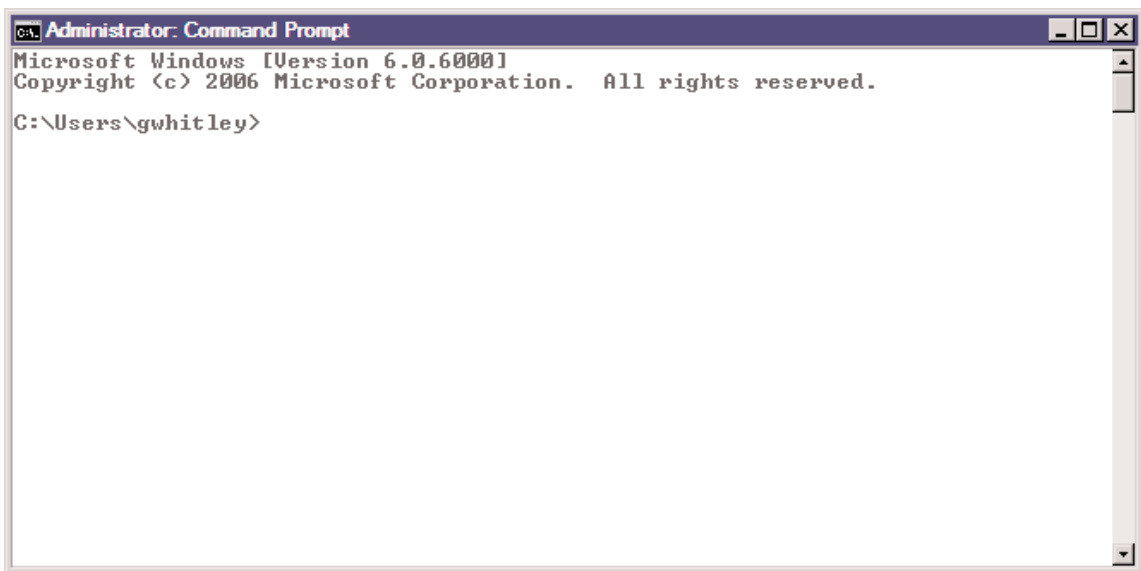 Administrator: Command Prompt
Microsoft Windows [Version 6.0.6000]
Copyright (c) 2006 Microsoft Corporation.  All rights reserved.
C:\Users\gwhitley>